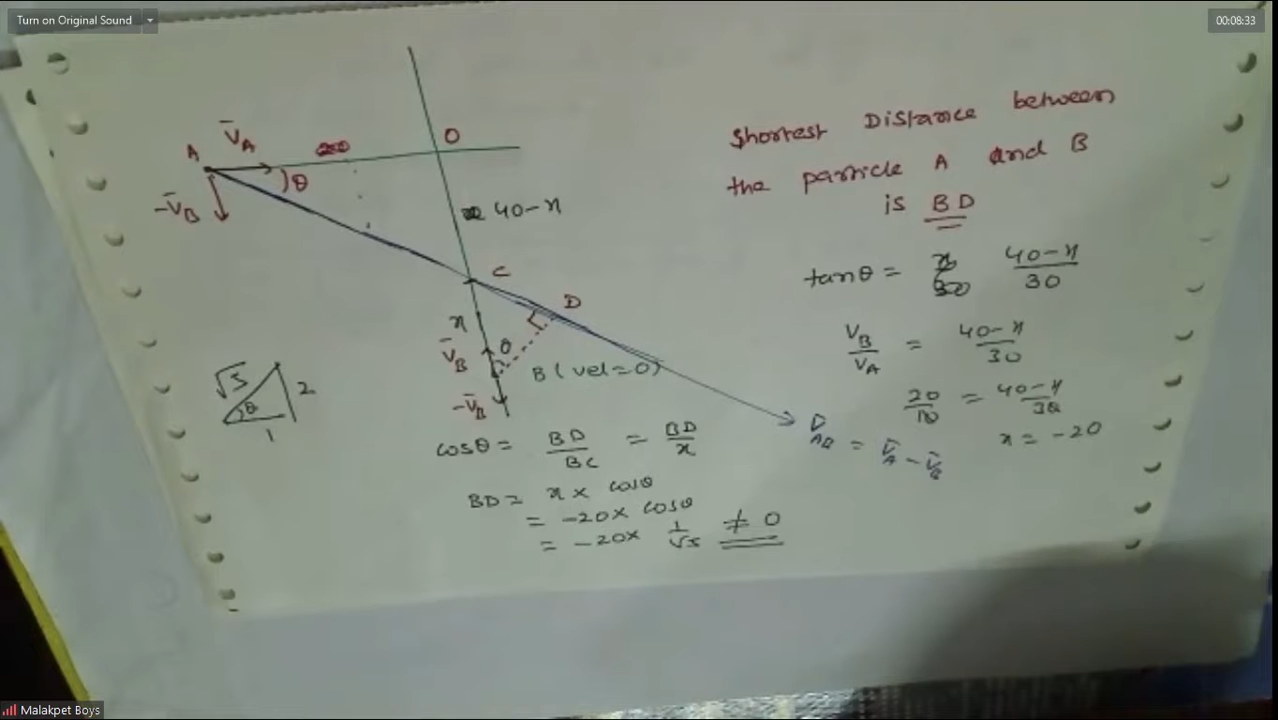 Turn on Original Sound
00:08:33
A
V̄A
O
θ
-V̄B
40-x
C
D
x
V̄B
θ
B (vel=0)
-V̄B
Shortest Distance between
the particle A and B
is BD
tanθ = 40-x/30
VB/VA = 40-x/30
20/10 = 40-x/30
x = -20
V̄AB = V̄A - V̄B
√5
2
θ
1
cosθ = BD/BC = BD/x
BD = x × cosθ
= -20× cosθ
= -20× 1/√5 ≠ 0
Malakpet Boys